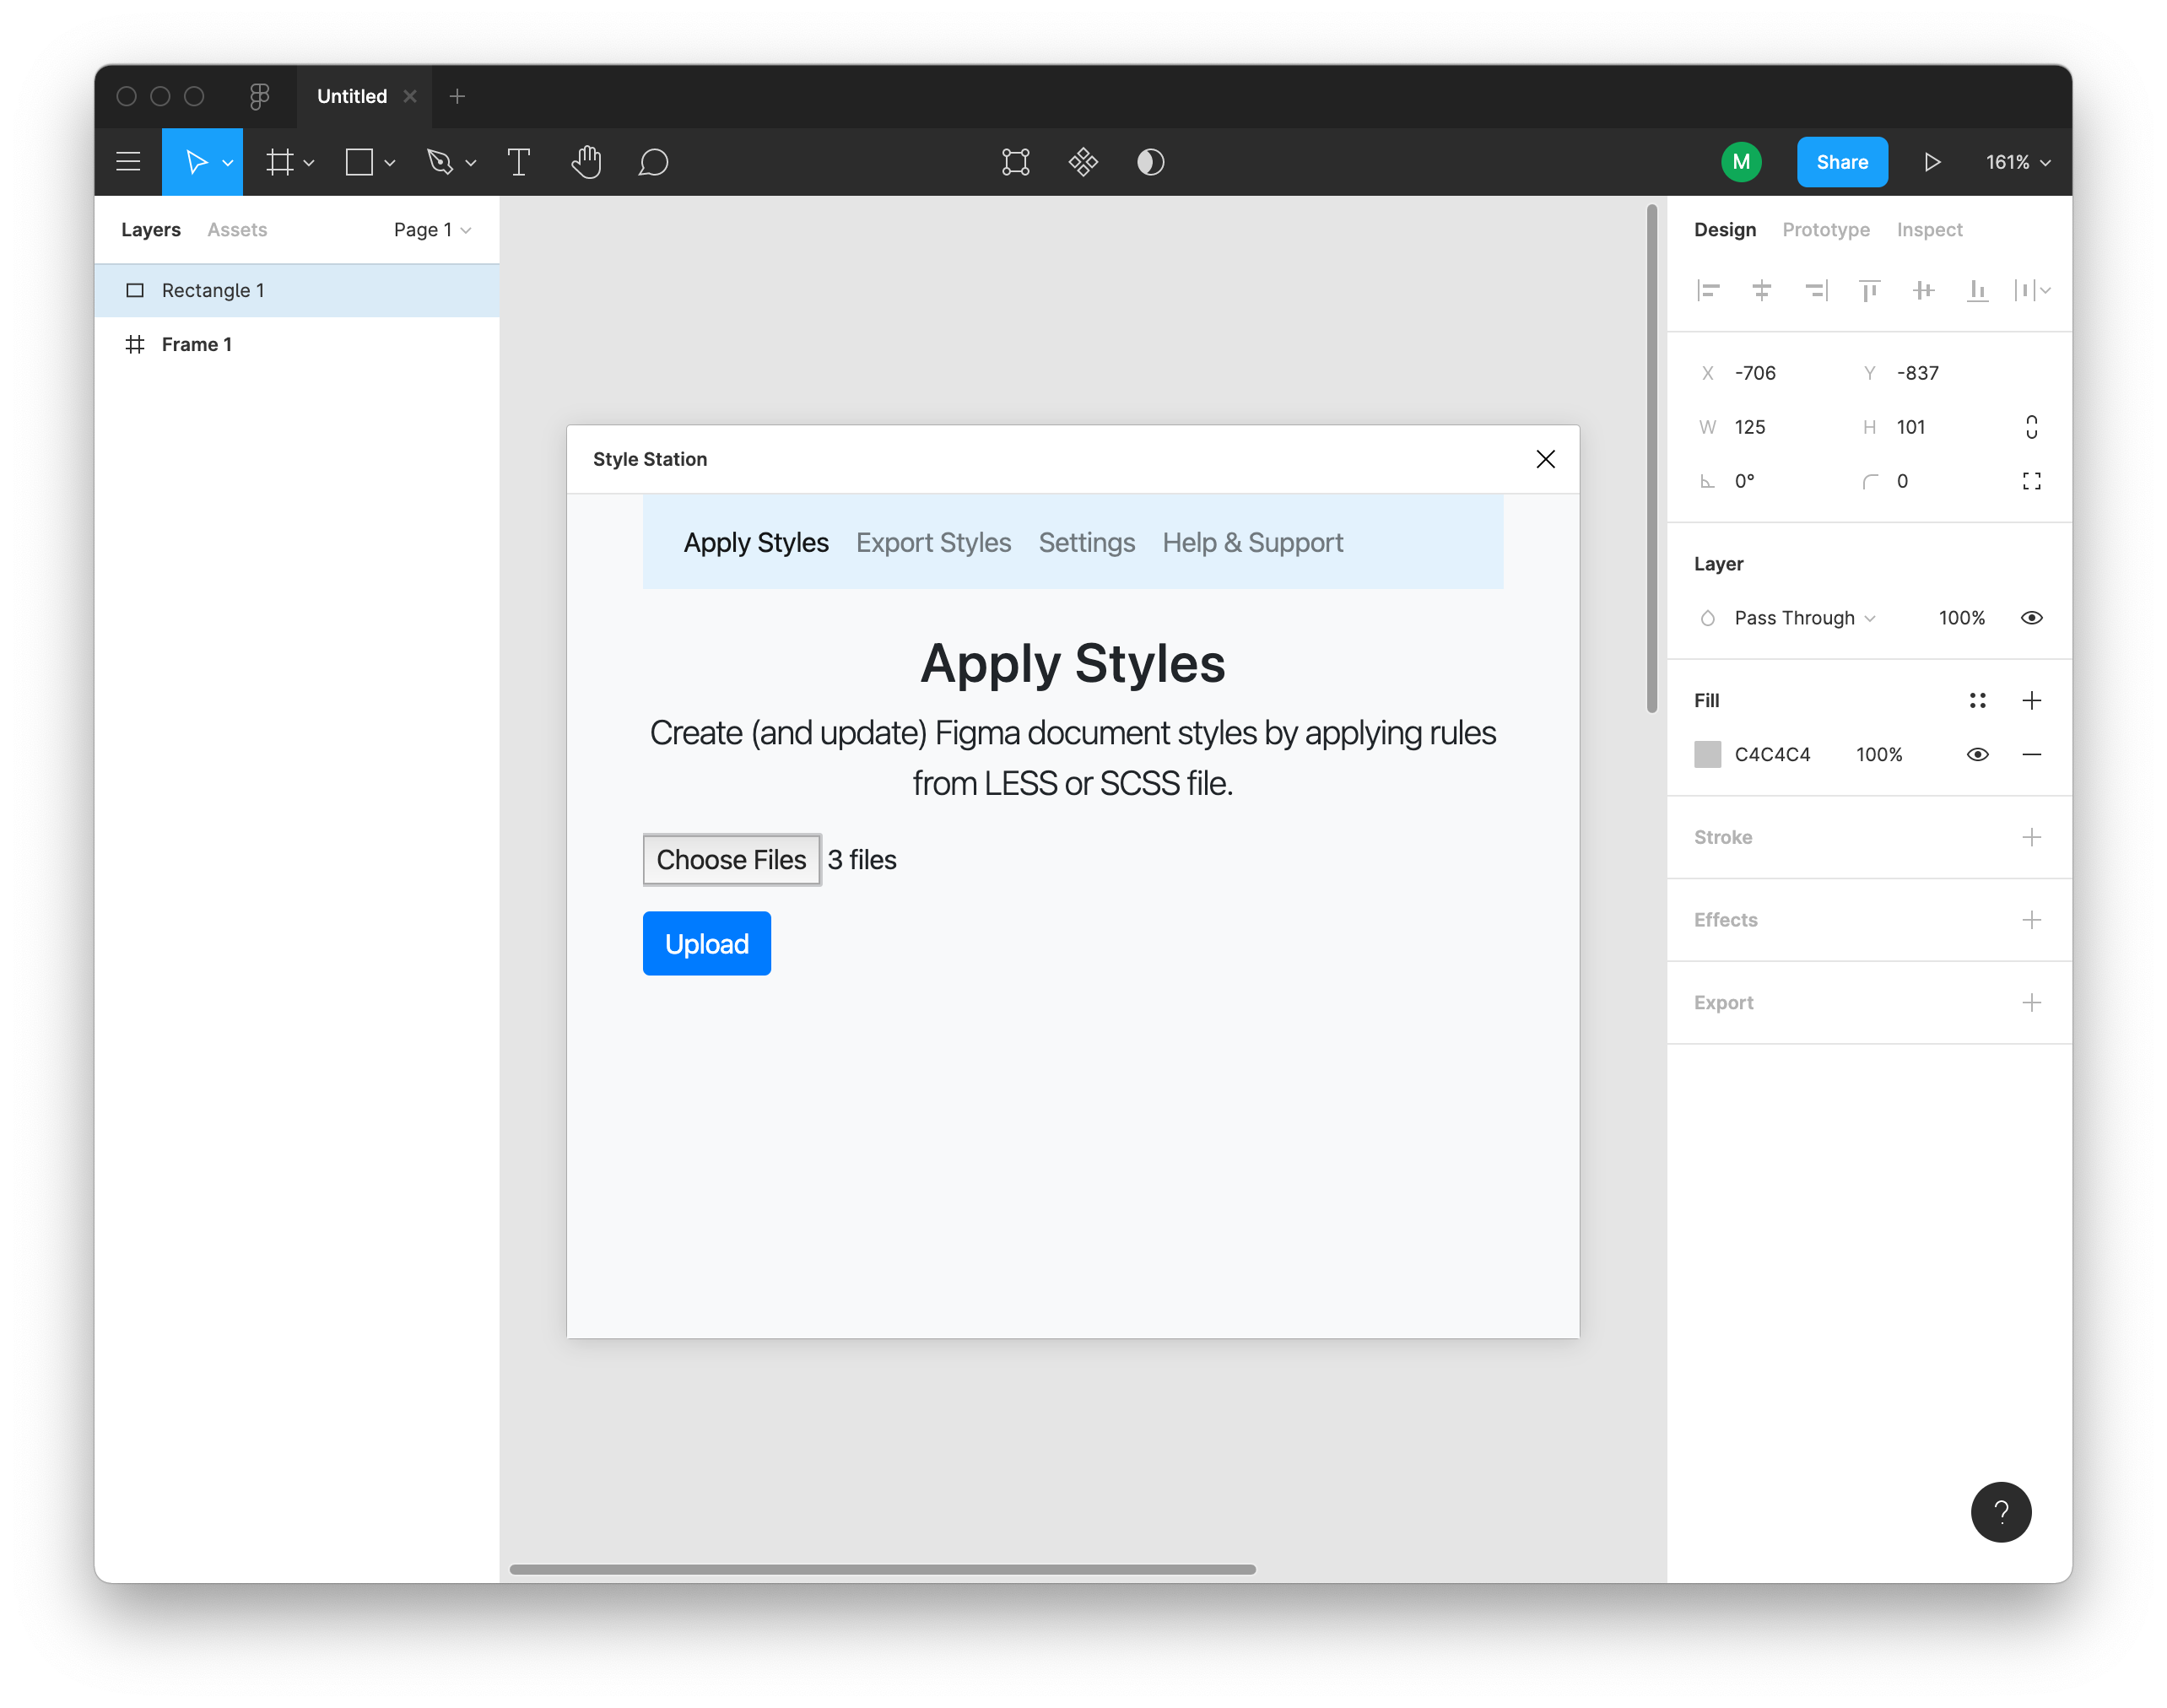 Untitled
M
Share
161%
Layers Assets Page 1
Rectangle 1
Frame 1
Style Station
Apply Styles Export Styles Settings Help & Support
Apply Styles
Create (and update) Figma document styles by applying rules
from LESS or SCSS file.
Choose Files 3 files
Upload
Design Prototype Inspect
X -706 Y -837
W 125 H 101
0° 0
Layer
Pass Through 100%
Fill
C4C4C4 100%
Stroke
Effects
Export
?